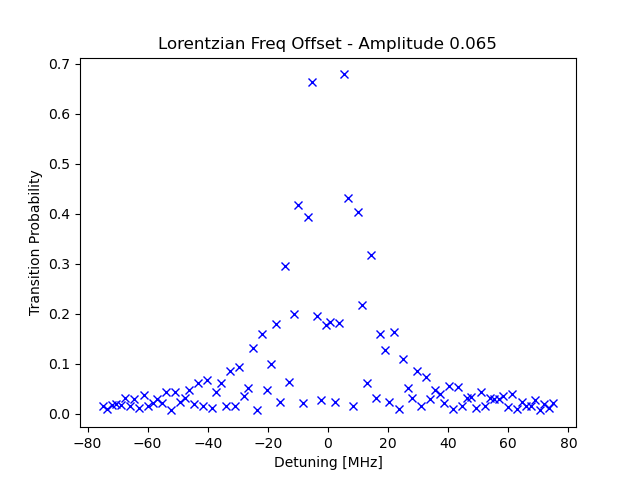 Lorentzian Freq Offset - Amplitude 0.065
0.7
0.6
0.5
0.4
0.3
0.2
0.1
0.0
Transition Probability
−80 −60 −40 −20 0 20 40 60 80
Detuning [MHz]